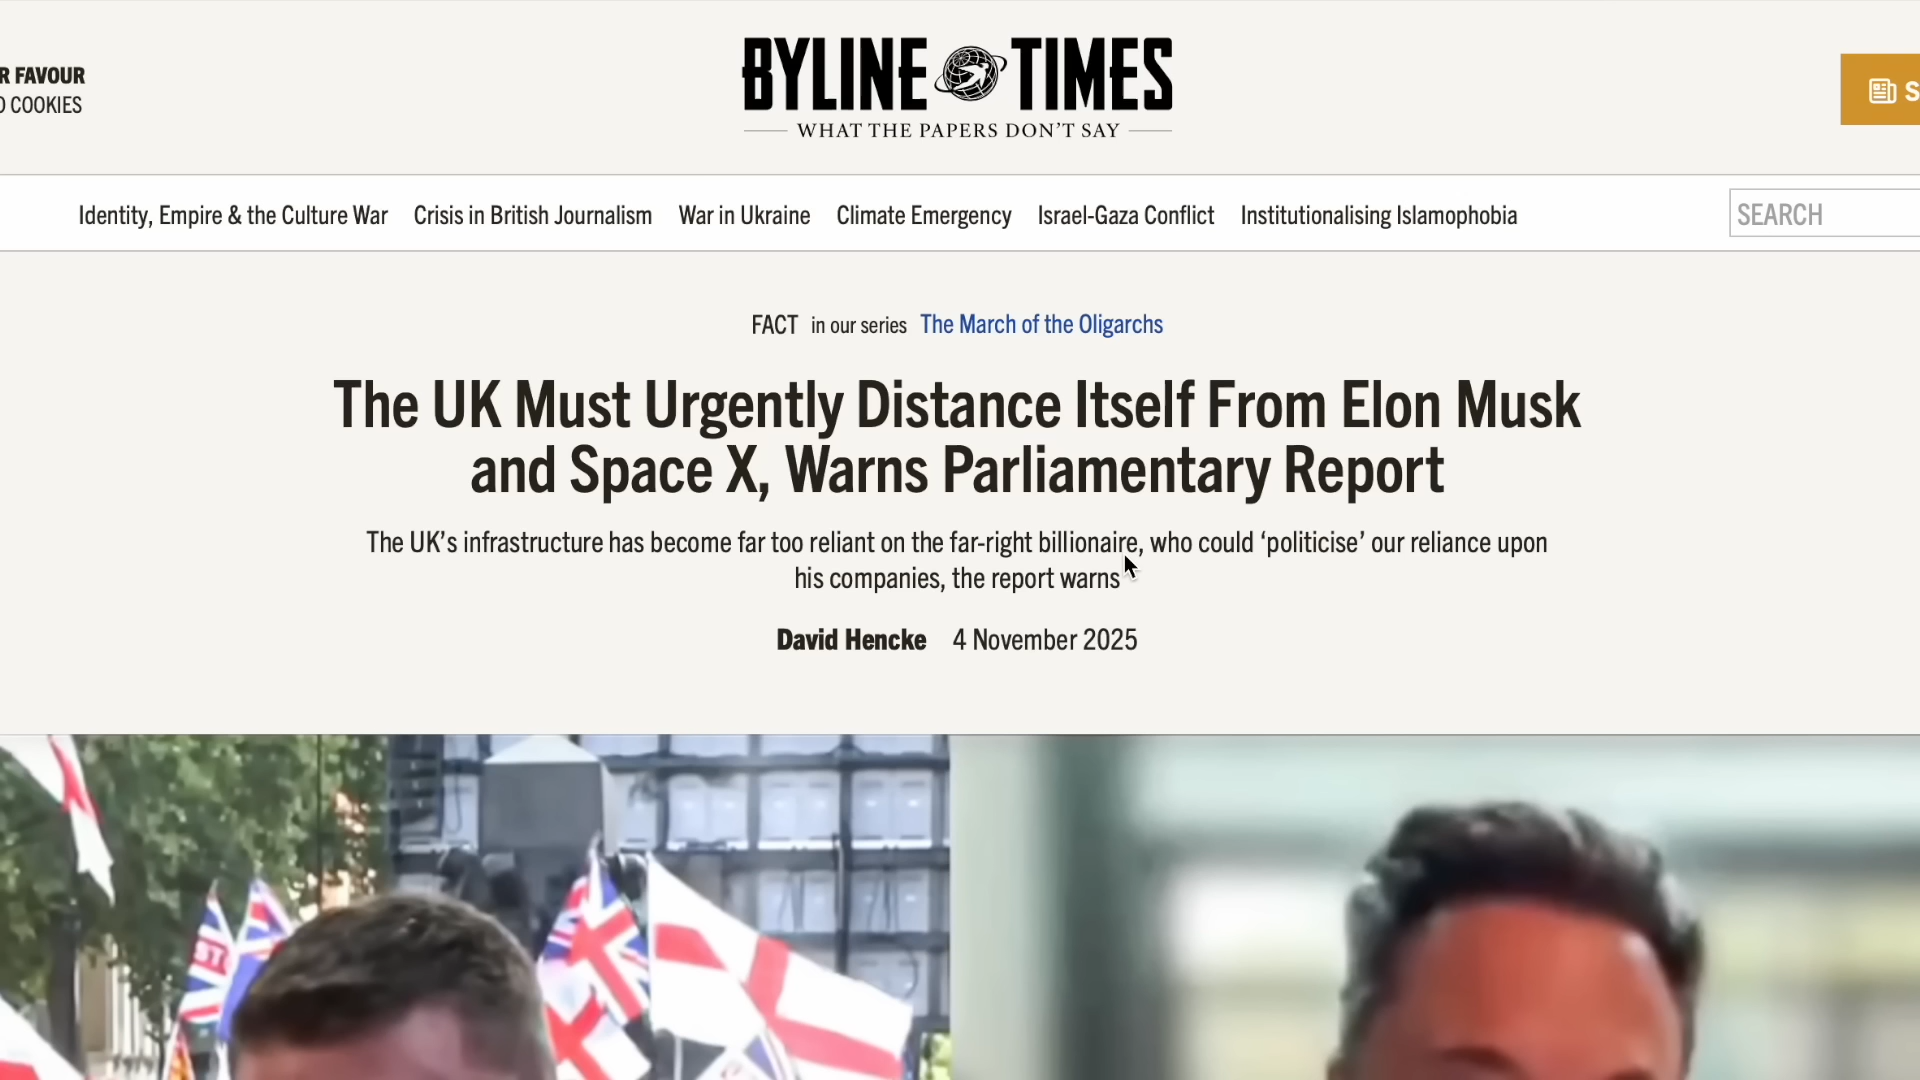 R FAVOUR
O COOKIES
BYLINE TIMES
WHAT THE PAPERS DON'T SAY
S
Identity, Empire & the Culture War Crisis in British Journalism War in Ukraine Climate Emergency Israel-Gaza Conflict Institutionalising Islamophobia
SEARCH
FACT in our series The March of the Oligarchs
The UK Must Urgently Distance Itself From Elon Musk
and Space X, Warns Parliamentary Report
The UK’s infrastructure has become far too reliant on the far-right billionaire, who could ‘politicise’ our reliance upon
his companies, the report warns
David Hencke 4 November 2025
ST